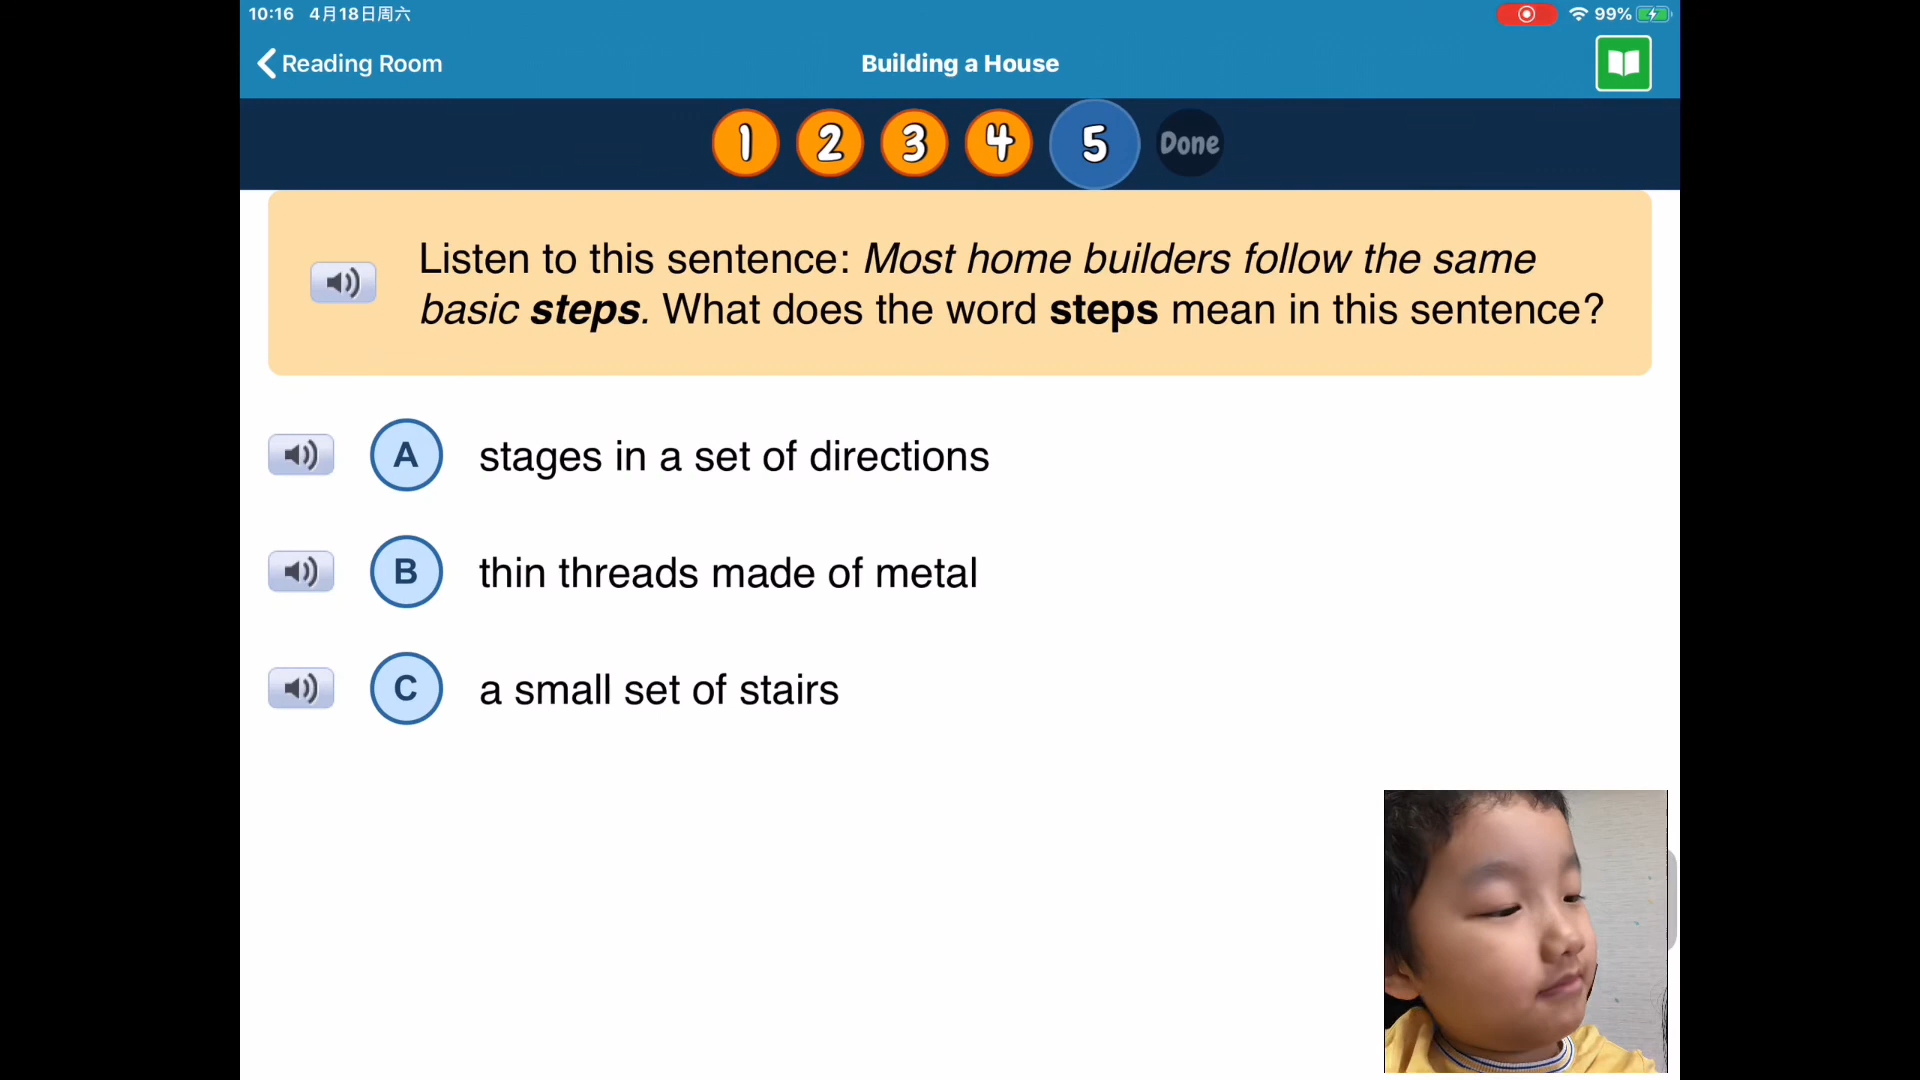 10:16 4月18日周六
99%
Reading Room
Building a House
1 2 3 4 5 Done
Listen to this sentence: Most home builders follow the same
basic steps. What does the word steps mean in this sentence?
A stages in a set of directions
B thin threads made of metal
C a small set of stairs